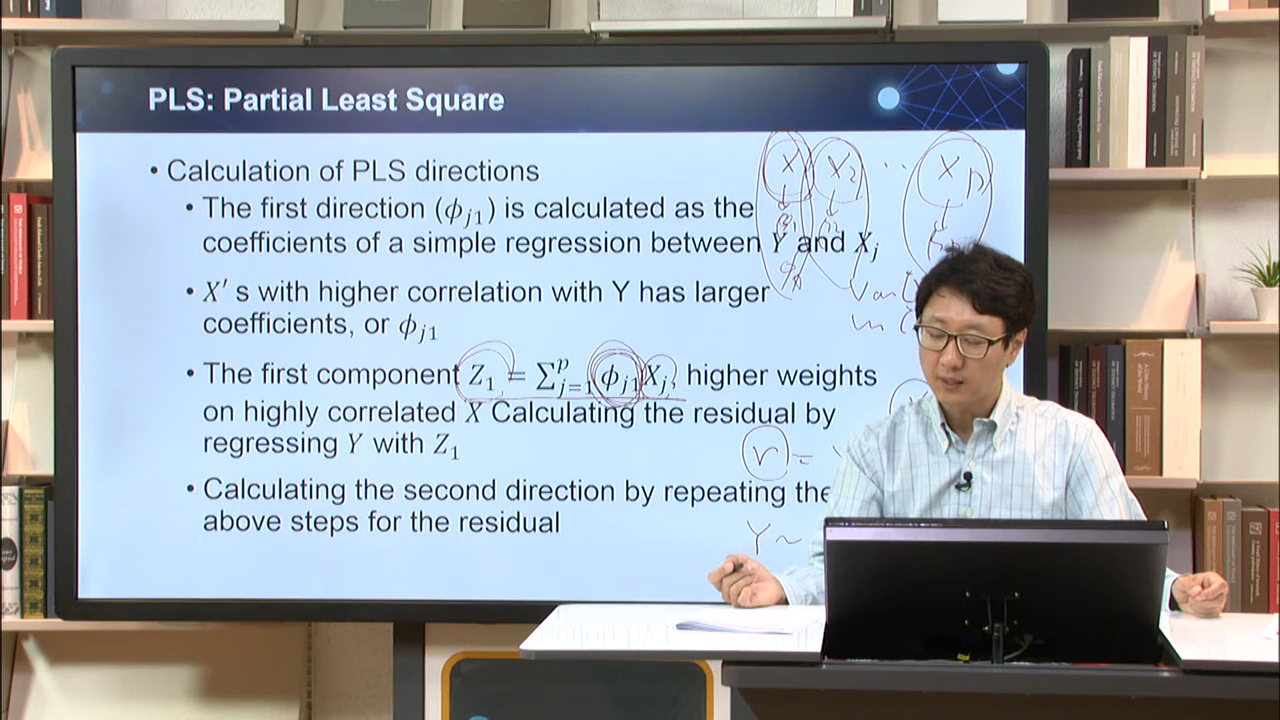 PLS: Partial Least Square
• Calculation of PLS directions
• The first direction (ϕj1) is calculated as the
coefficients of a simple regression between Y and Xj
• X′ s with higher correlation with Y has larger
coefficients, or ϕj1
• The first component Z1 = ∑ᵖj=1 ϕj1 Xj, higher weights
on highly correlated X Calculating the residual by
regressing Y with Z1
• Calculating the second direction by repeating the
above steps for the residual
X X2 ·· Xp
Var(
r =
Y ~